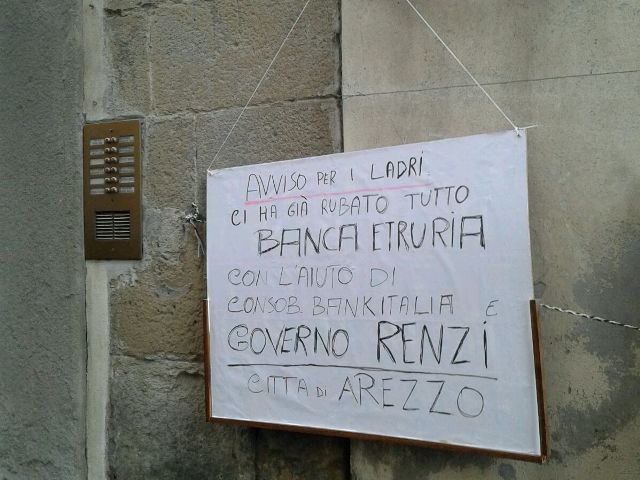 AVVISO PER I LADRI
CI HA GIÀ RUBATO TUTTO
BANCA ETRURIA
CON L'AIUTO DI
CONSOB. BANKITALIA E
GOVERNO RENZI
CITTA DI AREZZO